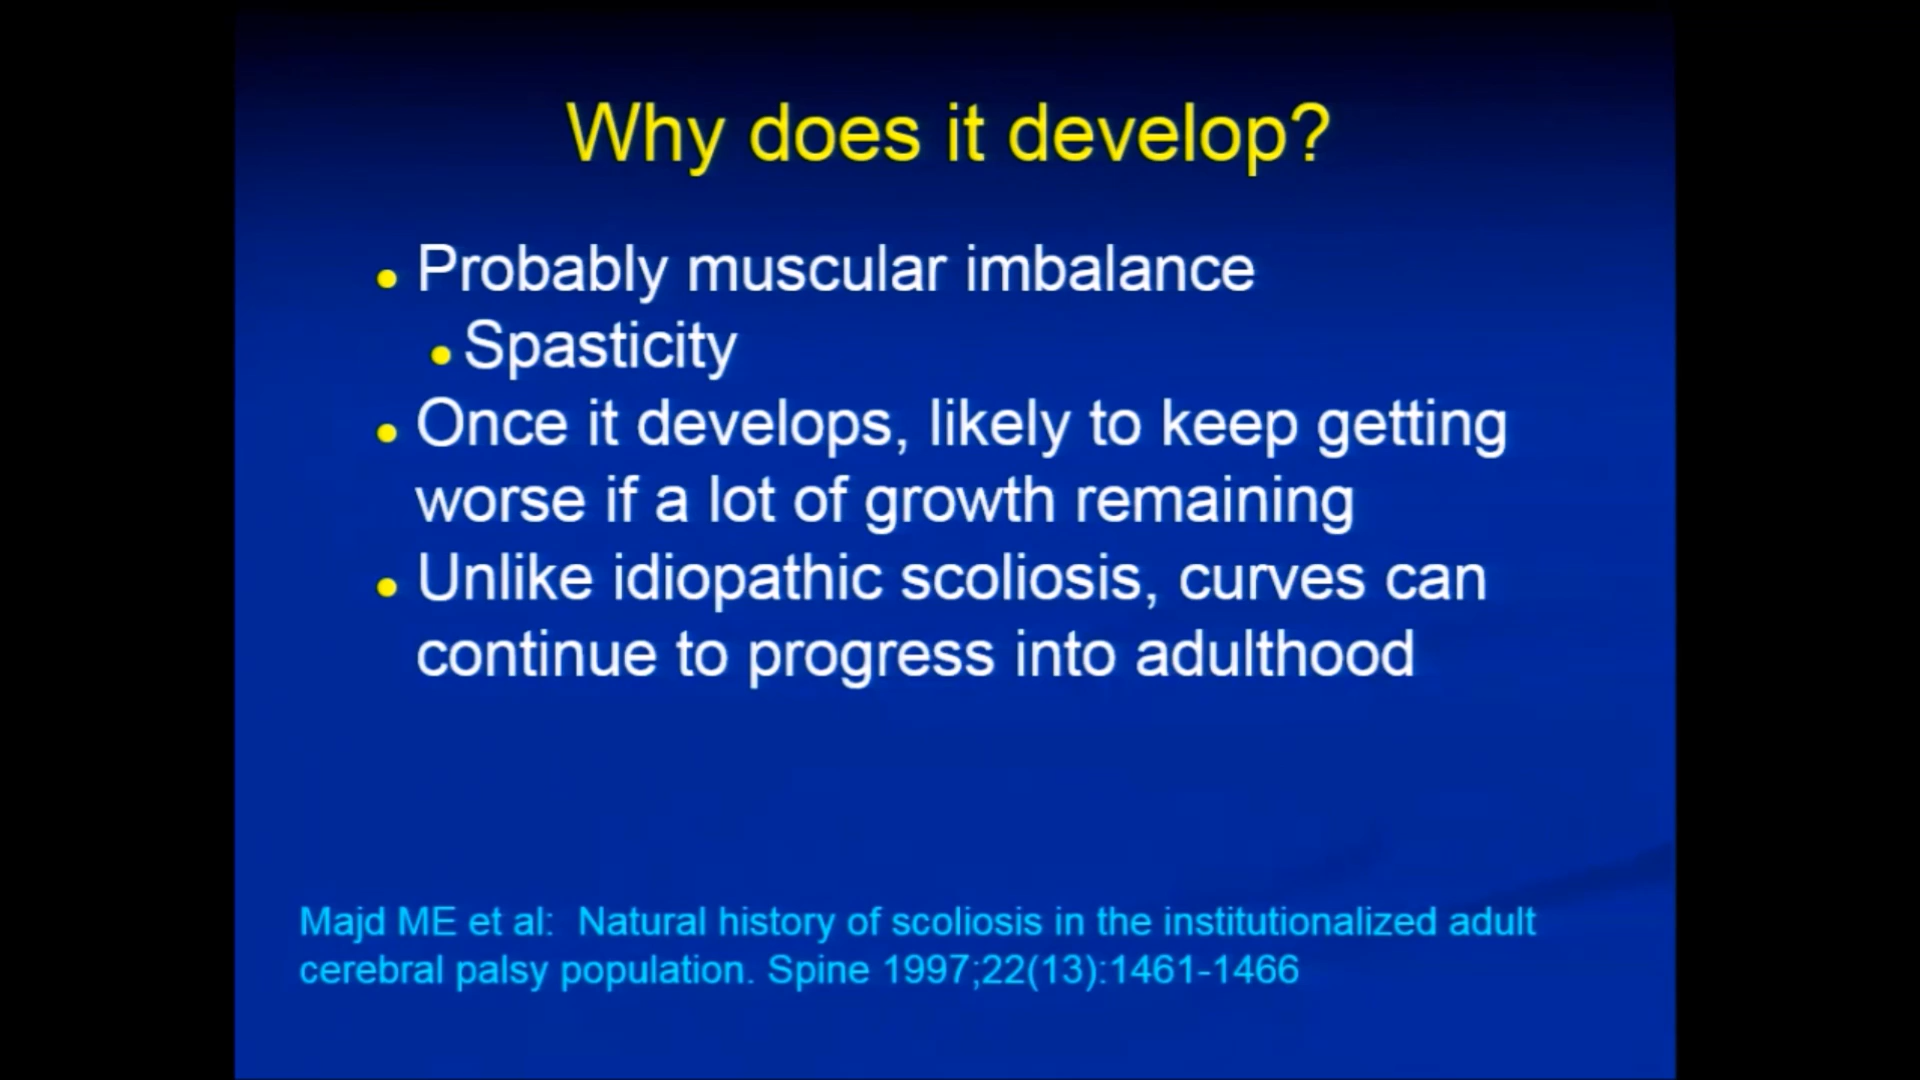 Why does it develop?
Probably muscular imbalance
Spasticity
Once it develops, likely to keep getting
worse if a lot of growth remaining
Unlike idiopathic scoliosis, curves can
continue to progress into adulthood
Majd ME et al:  Natural history of scoliosis in the institutionalized adult
cerebral palsy population. Spine 1997;22(13):1461-1466